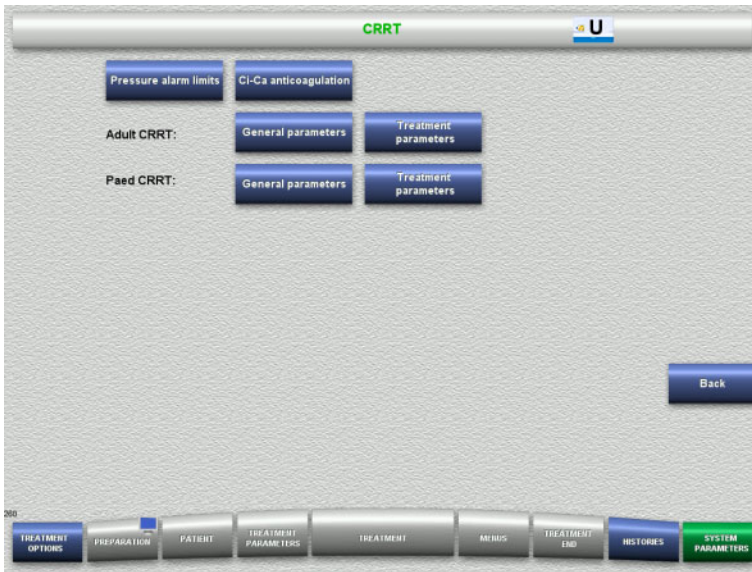 CRRT
U
Pressure alarm limits
Ci-Ca anticoagulation
Adult CRRT:
General parameters
Treatment
parameters
Paed CRRT:
General parameters
Treatment
parameters
Back
260
TREATMENT
OPTIONS
PREPARATION
PATIENT
TREATMENT
PARAMETERS
TREATMENT
MENUS
TREATMENT
END
HISTORIES
SYSTEM
PARAMETERS